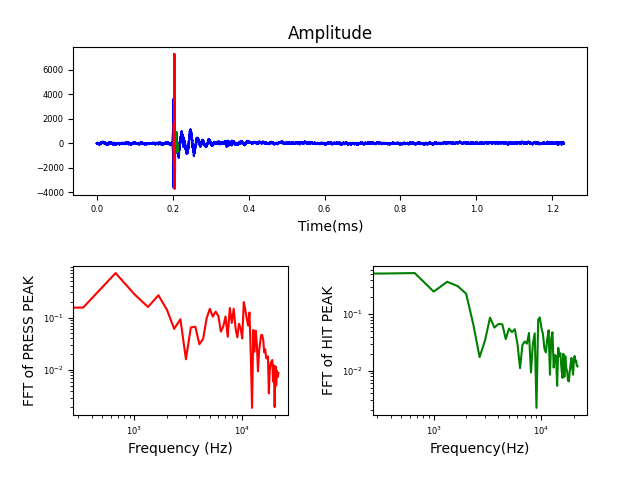 Amplitude
6000
4000
2000
0
−2000
−4000
0.0 0.2 0.4 0.6 0.8 1.0 1.2
Time(ms)
FFT of PRESS PEAK
10⁻¹
10⁻²
10³ 10⁴
Frequency (Hz)
FFT of HIT PEAK
10⁻¹
10⁻²
10³ 10⁴
Frequency(Hz)